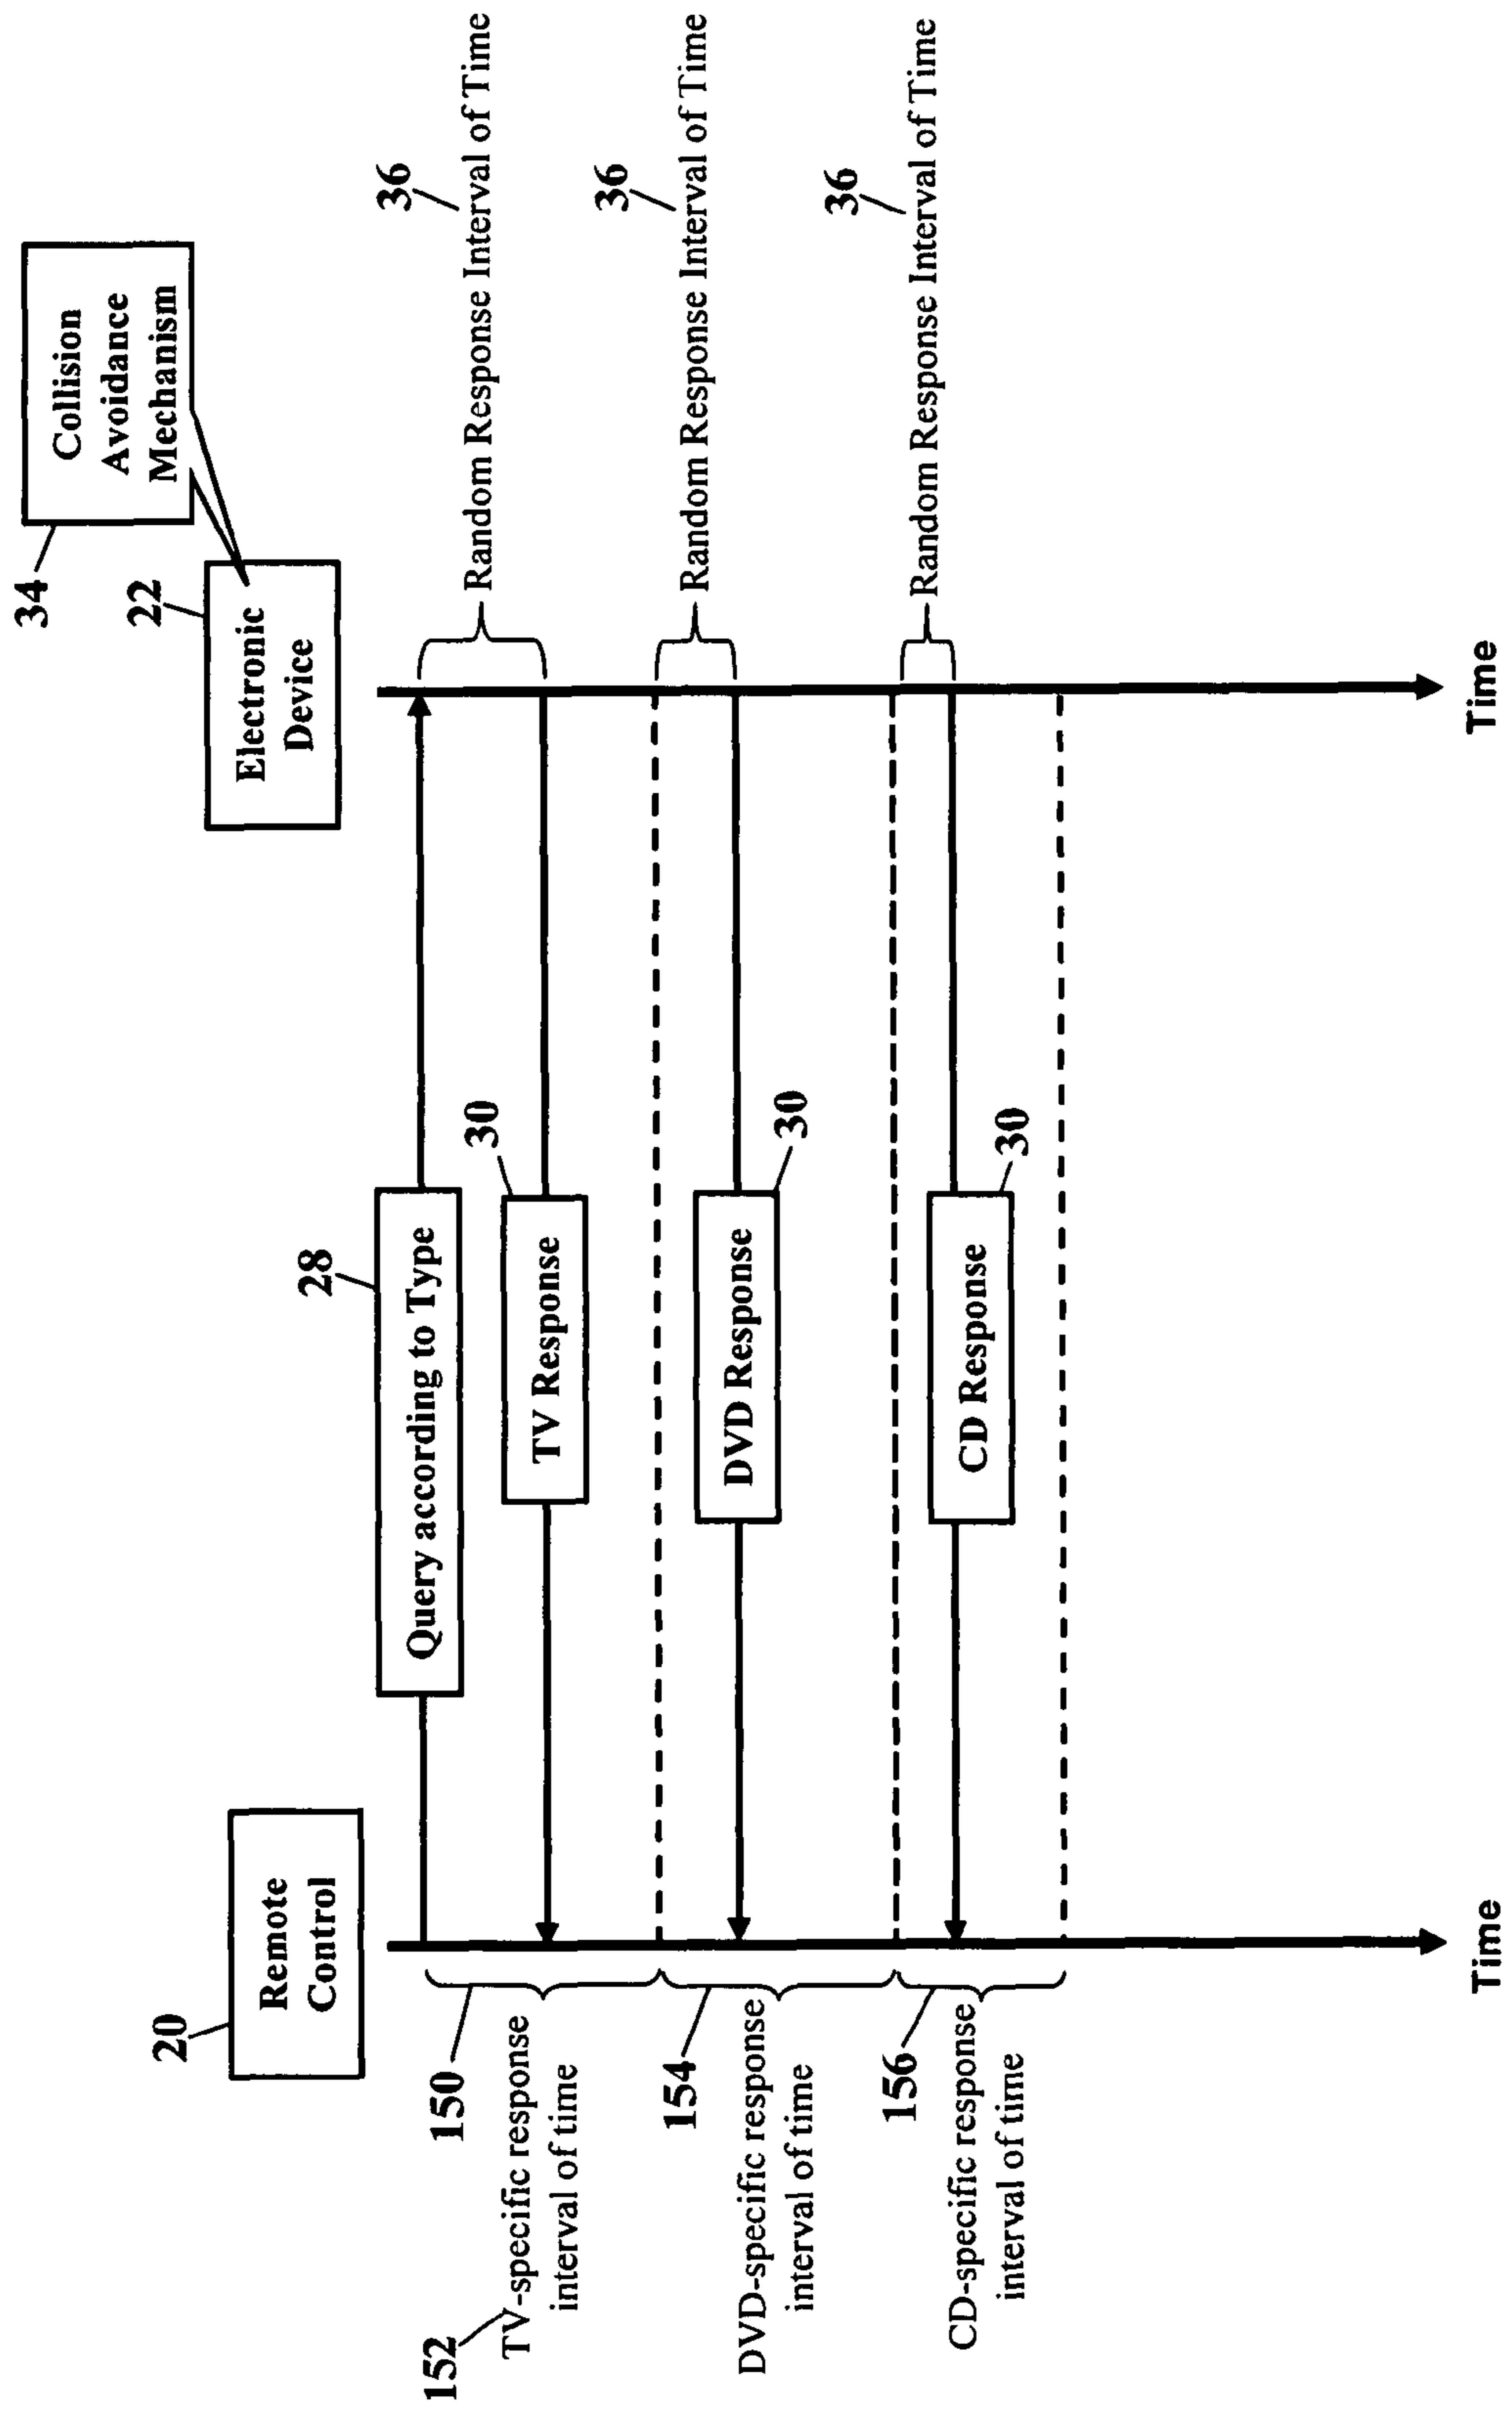 34
Collision
Avoidance
Mechanism
22
Electronic
Device
20
Remote
Control
28
Query according to Type
36
Random Response Interval of Time
150
152
TV-specific response
interval of time
30
TV Response
36
Random Response Interval of Time
154
DVD-specific response
interval of time
DVD Response
30
36
Random Response Interval of Time
156
CD-specific response
interval of time
CD Response
30
Time
Time